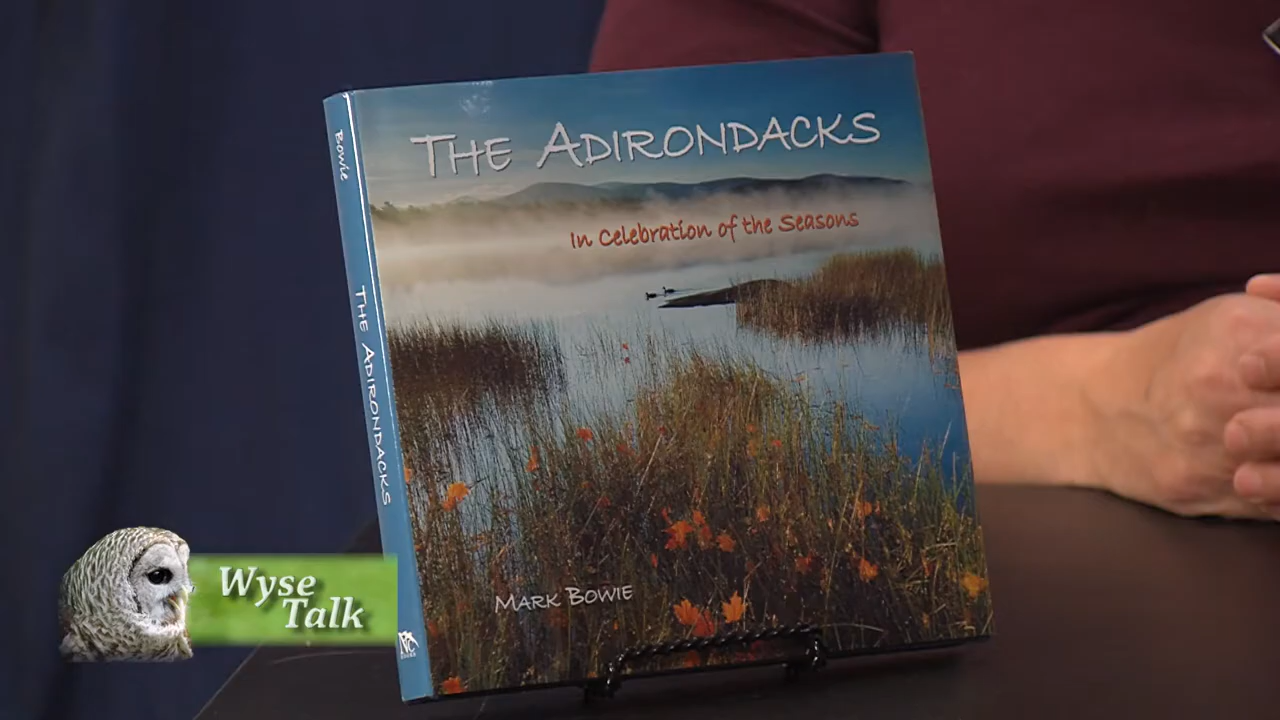 THE ADIRONDACKS
In Celebration of the Seasons
MARK BOWIE
BOWIE
THE ADIRONDACKS
Wyse
Talk